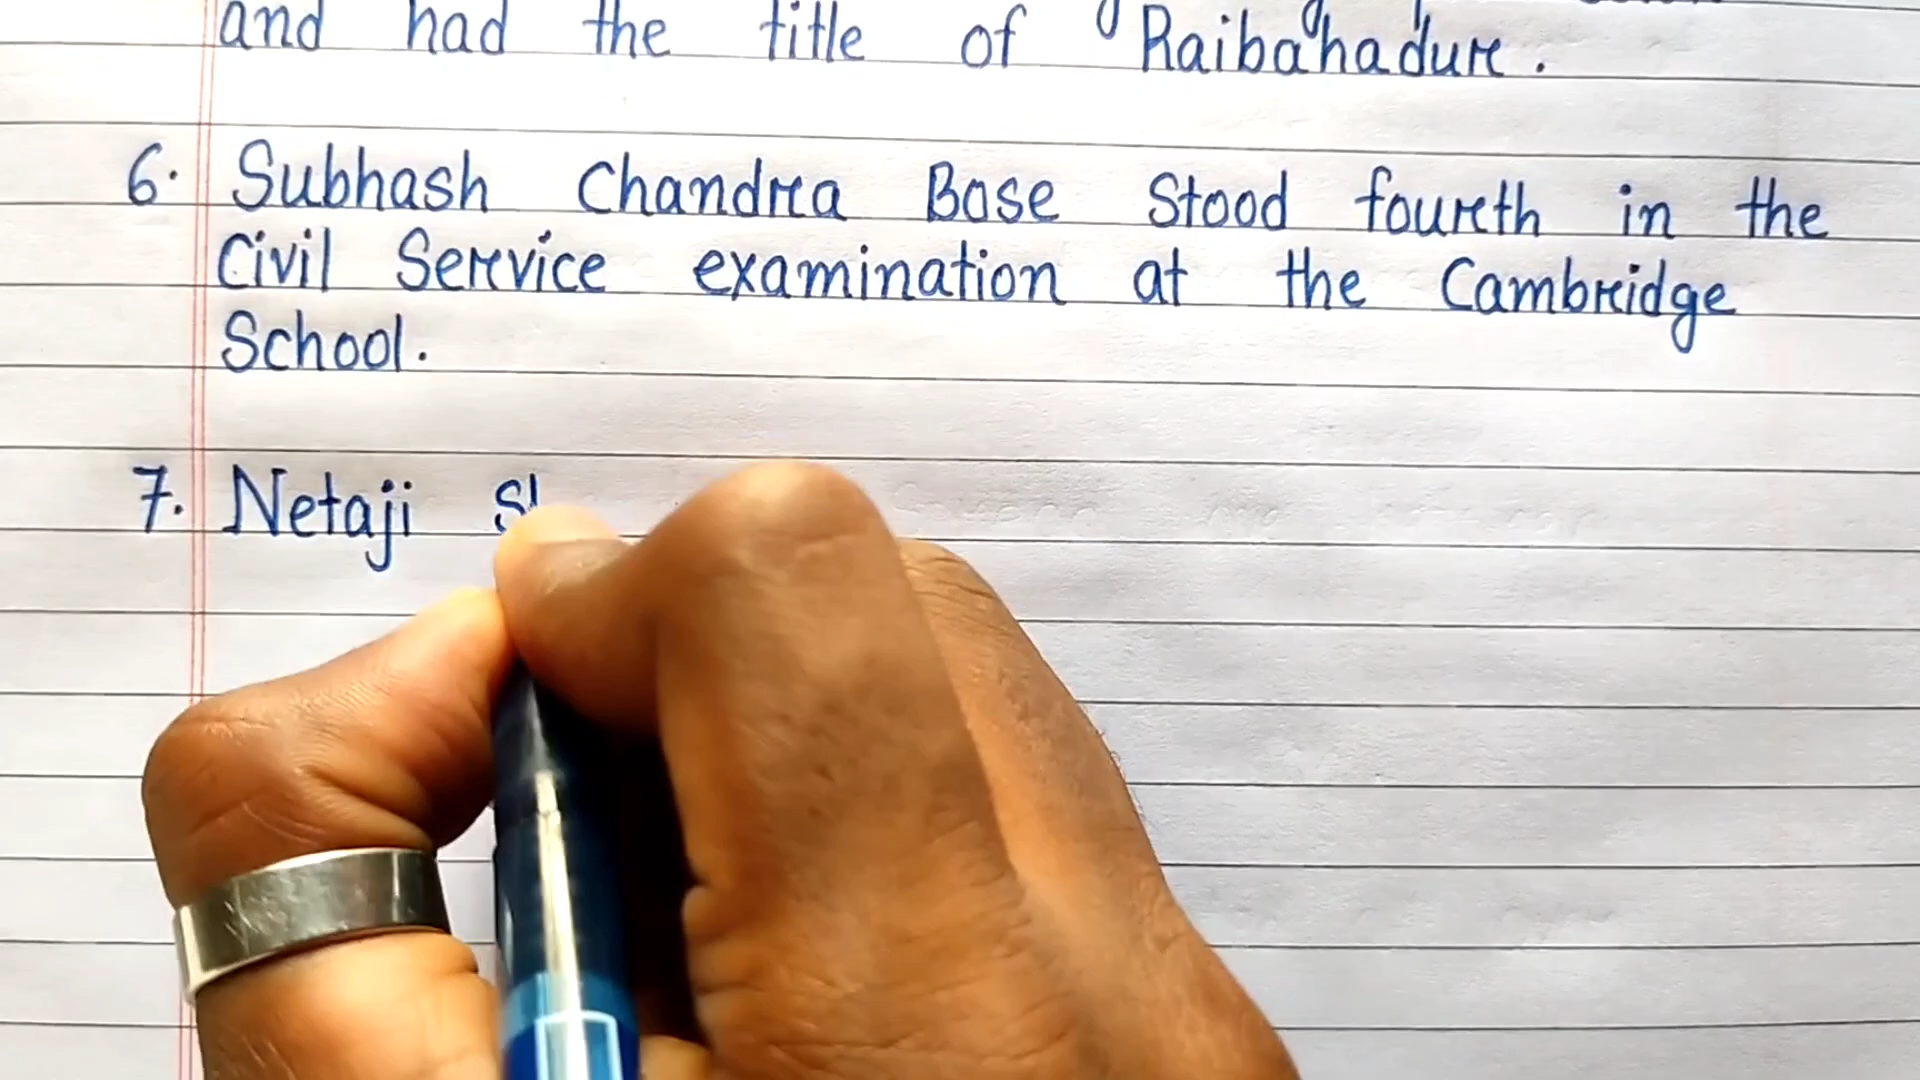 and had the title of Raibahadur.
6. Subhash Chandra Bose Stood fourth in the
Civil Service examination at the Cambridge
School.
7. Netaji